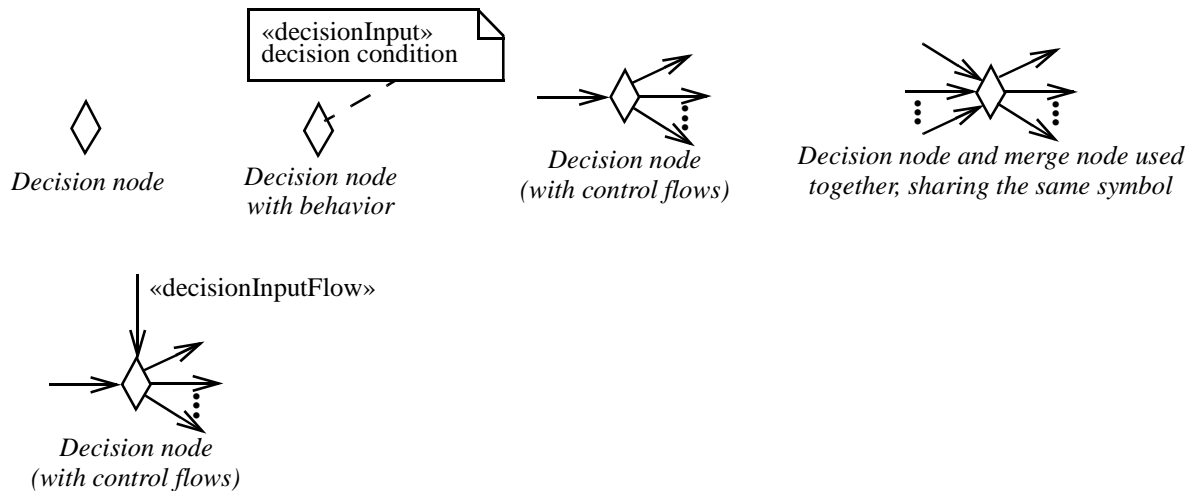 «decisionInput»
decision condition
Decision node
Decision node
with behavior
Decision node
(with control flows)
Decision node and merge node used
together, sharing the same symbol
«decisionInputFlow»
Decision node
(with control flows)